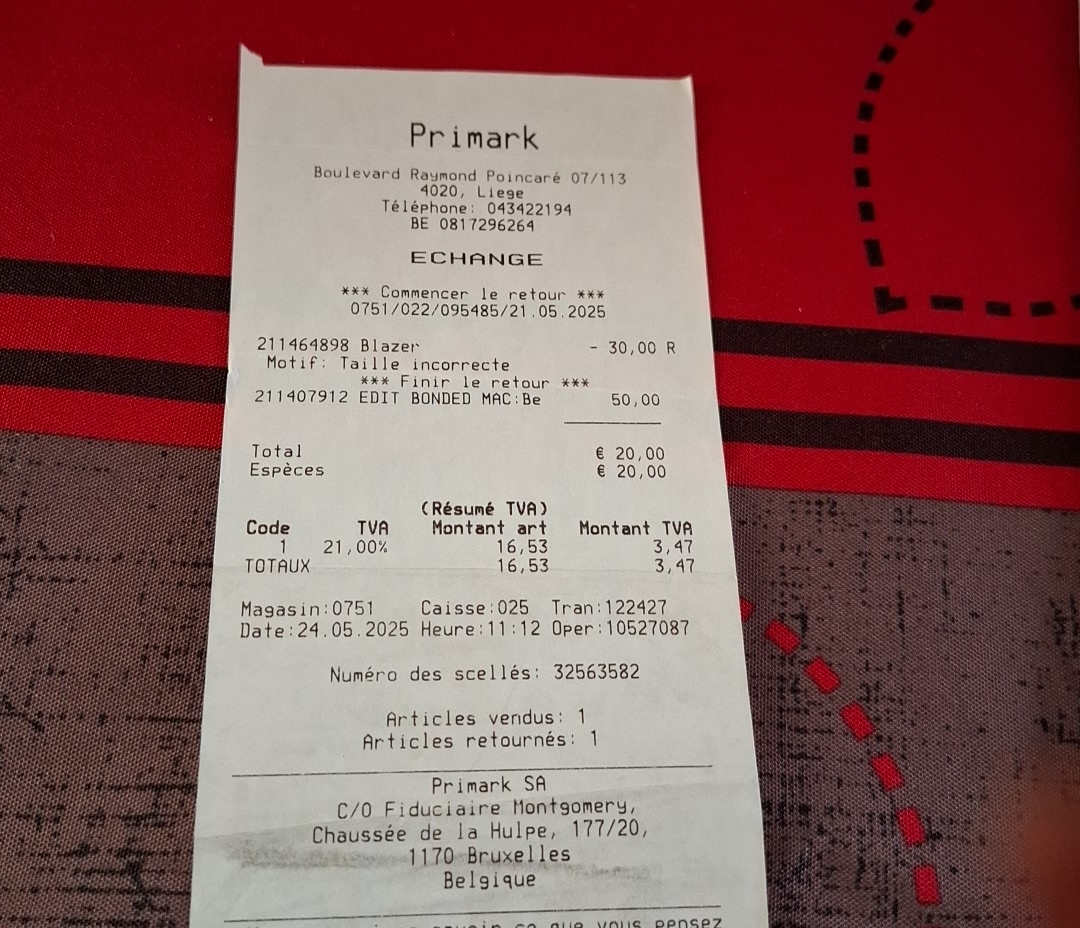 Primark
Boulevard Raymond Poincaré 07/113
4020, Liege
Téléphone: 043422194
BE 0817296264
ECHANGE
*** Commencer le retour ***
0751/022/095485/21.05.2025
211464898 Blazer - 30,00 R
Motif: Taille incorrecte
*** Finir le retour ***
211407912 EDIT BONDED MAC:Be 50,00
Total € 20,00
Espèces € 20,00
(Résumé TVA)
Code TVA Montant art Montant TVA
1 21,00% 16,53 3,47
TOTAUX 16,53 3,47
Magasin:0751 Caisse:025 Tran:122427
Date:24.05.2025 Heure:11:12 Oper:10527087
Numéro des scellés: 32563582
Articles vendus: 1
Articles retournés: 1
Primark SA
C/O Fiduciaire Montgomery,
Chaussée de la Hulpe, 177/20,
1170 Bruxelles
Belgique
ce que vous pensez